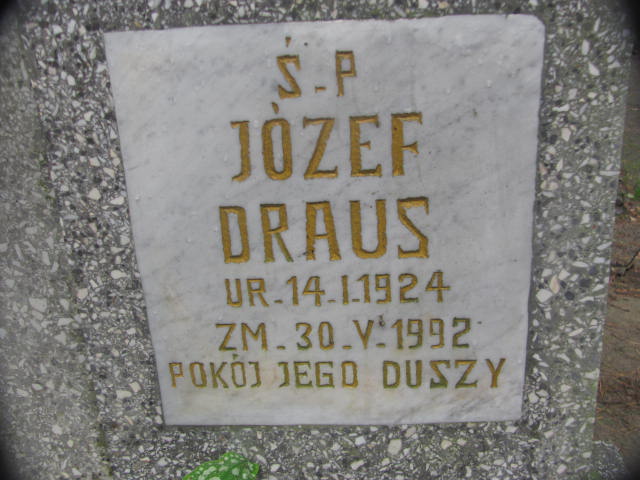 Ś.P
JÓZEF
DRAUS
UR.14.I.1924
ZM.30.V.1992
POKÓJ JEGO DUSZY